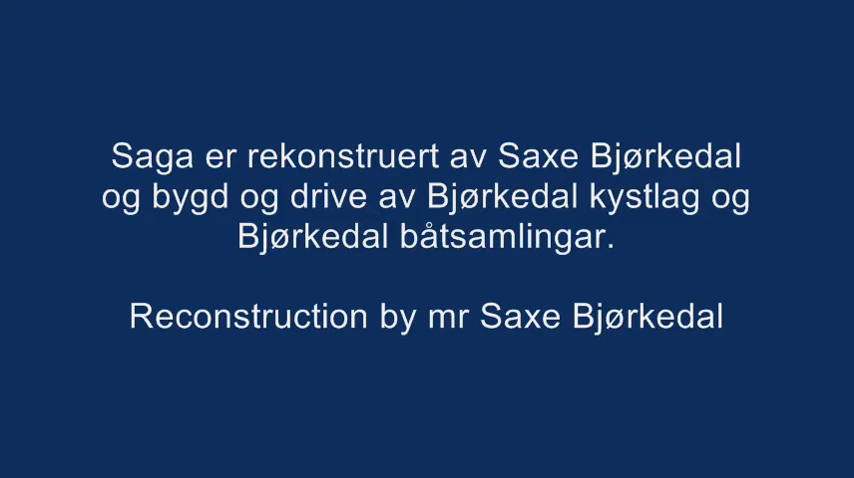 Saga er rekonstruert av Saxe Bjørkedal
og bygd og drive av Bjørkedal kystlag og
Bjørkedal båtsamlingar.
Reconstruction by mr Saxe Bjørkedal